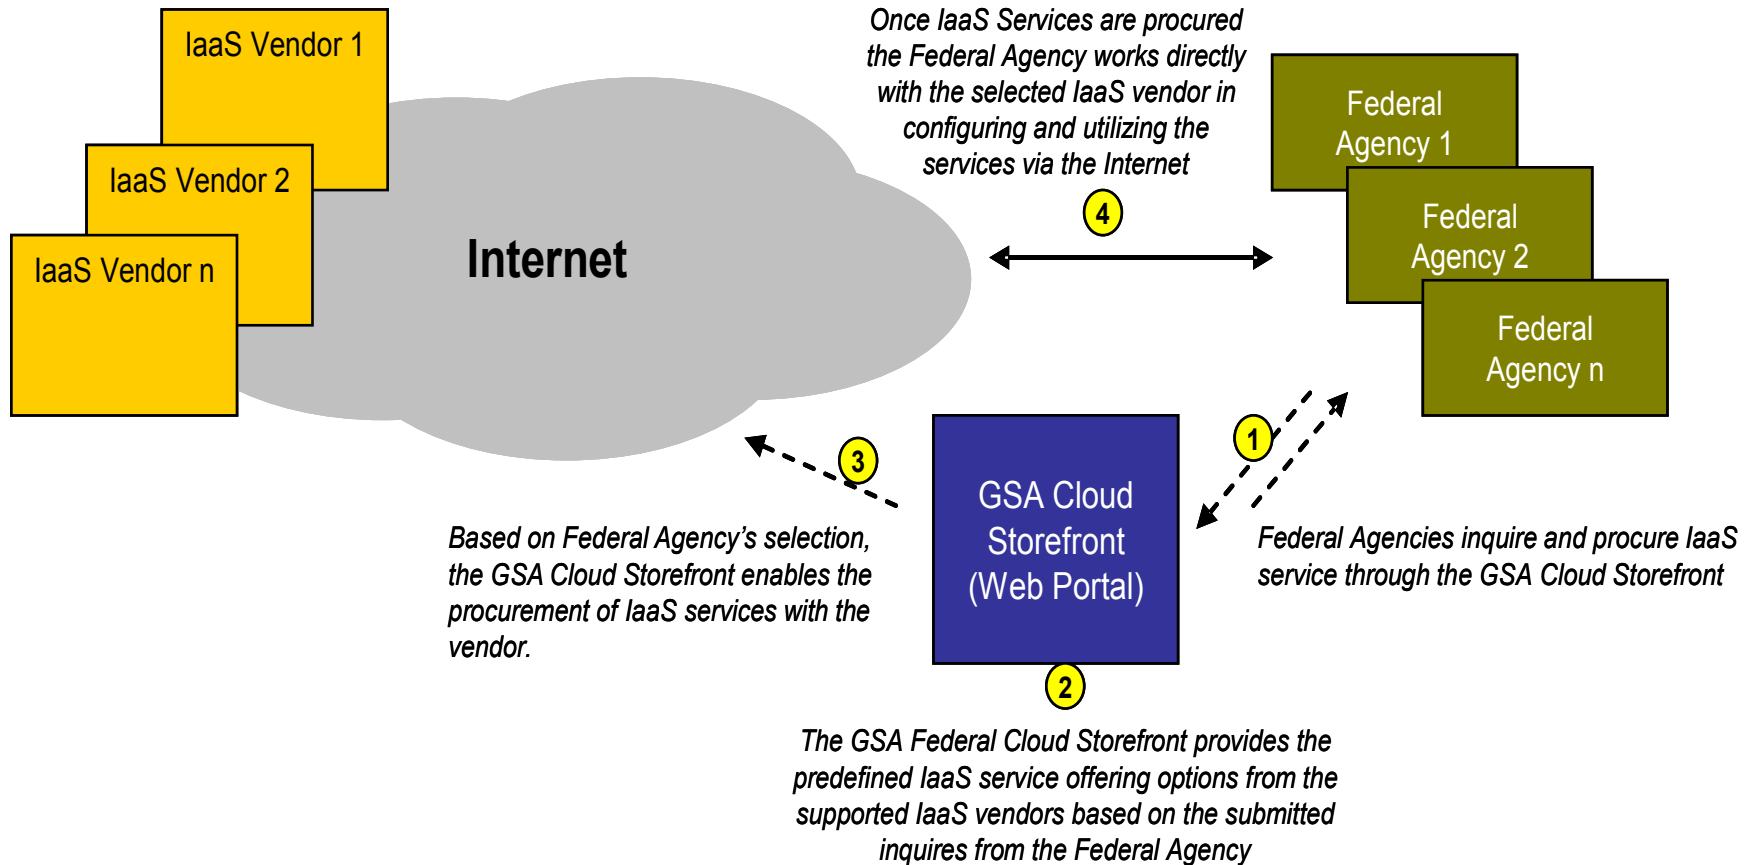 IaaS Vendor 1
IaaS Vendor 2
IaaS Vendor n
Internet
Once IaaS Services are procured
the Federal Agency works directly
with the selected IaaS vendor in
configuring and utilizing the
services via the Internet
4
Federal
Agency 1
Federal
Agency 2
Federal
Agency n
1
3
GSA Cloud
Storefront
(Web Portal)
Based on Federal Agency’s selection,
the GSA Cloud Storefront enables the
procurement of IaaS services with the
vendor.
Federal Agencies inquire and procure IaaS
service through the GSA Cloud Storefront
2
The GSA Federal Cloud Storefront provides the
predefined IaaS service offering options from the
supported IaaS vendors based on the submitted
inquires from the Federal Agency